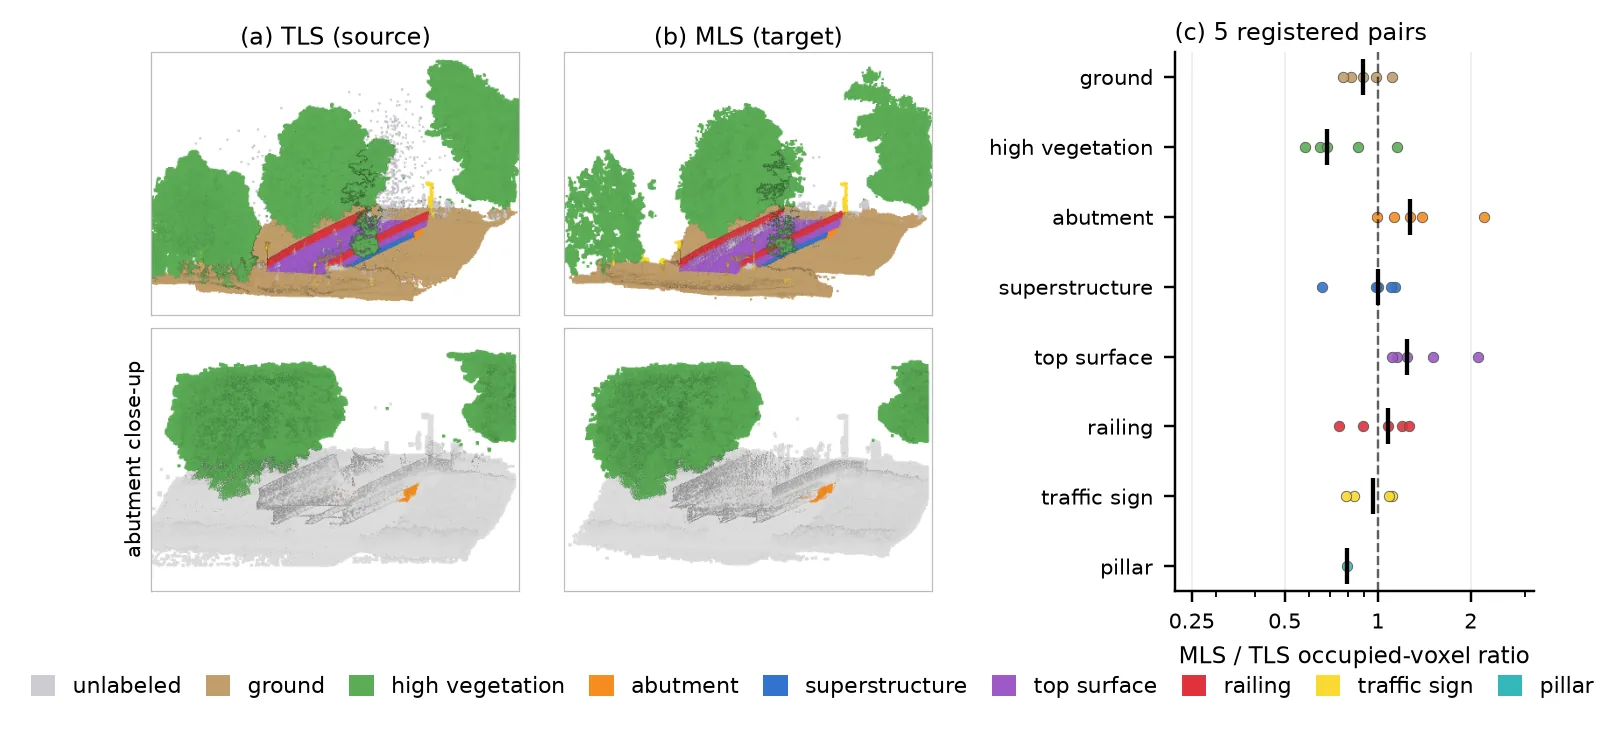 (a) TLS (source)
(b) MLS (target)
(c) 5 registered pairs
abutment close-up
ground
high vegetation
abutment
superstructure
top surface
railing
traffic sign
pillar
0.25 0.5 1 2
MLS / TLS occupied-voxel ratio
unlabeled ground high vegetation abutment superstructure top surface railing traffic sign pillar